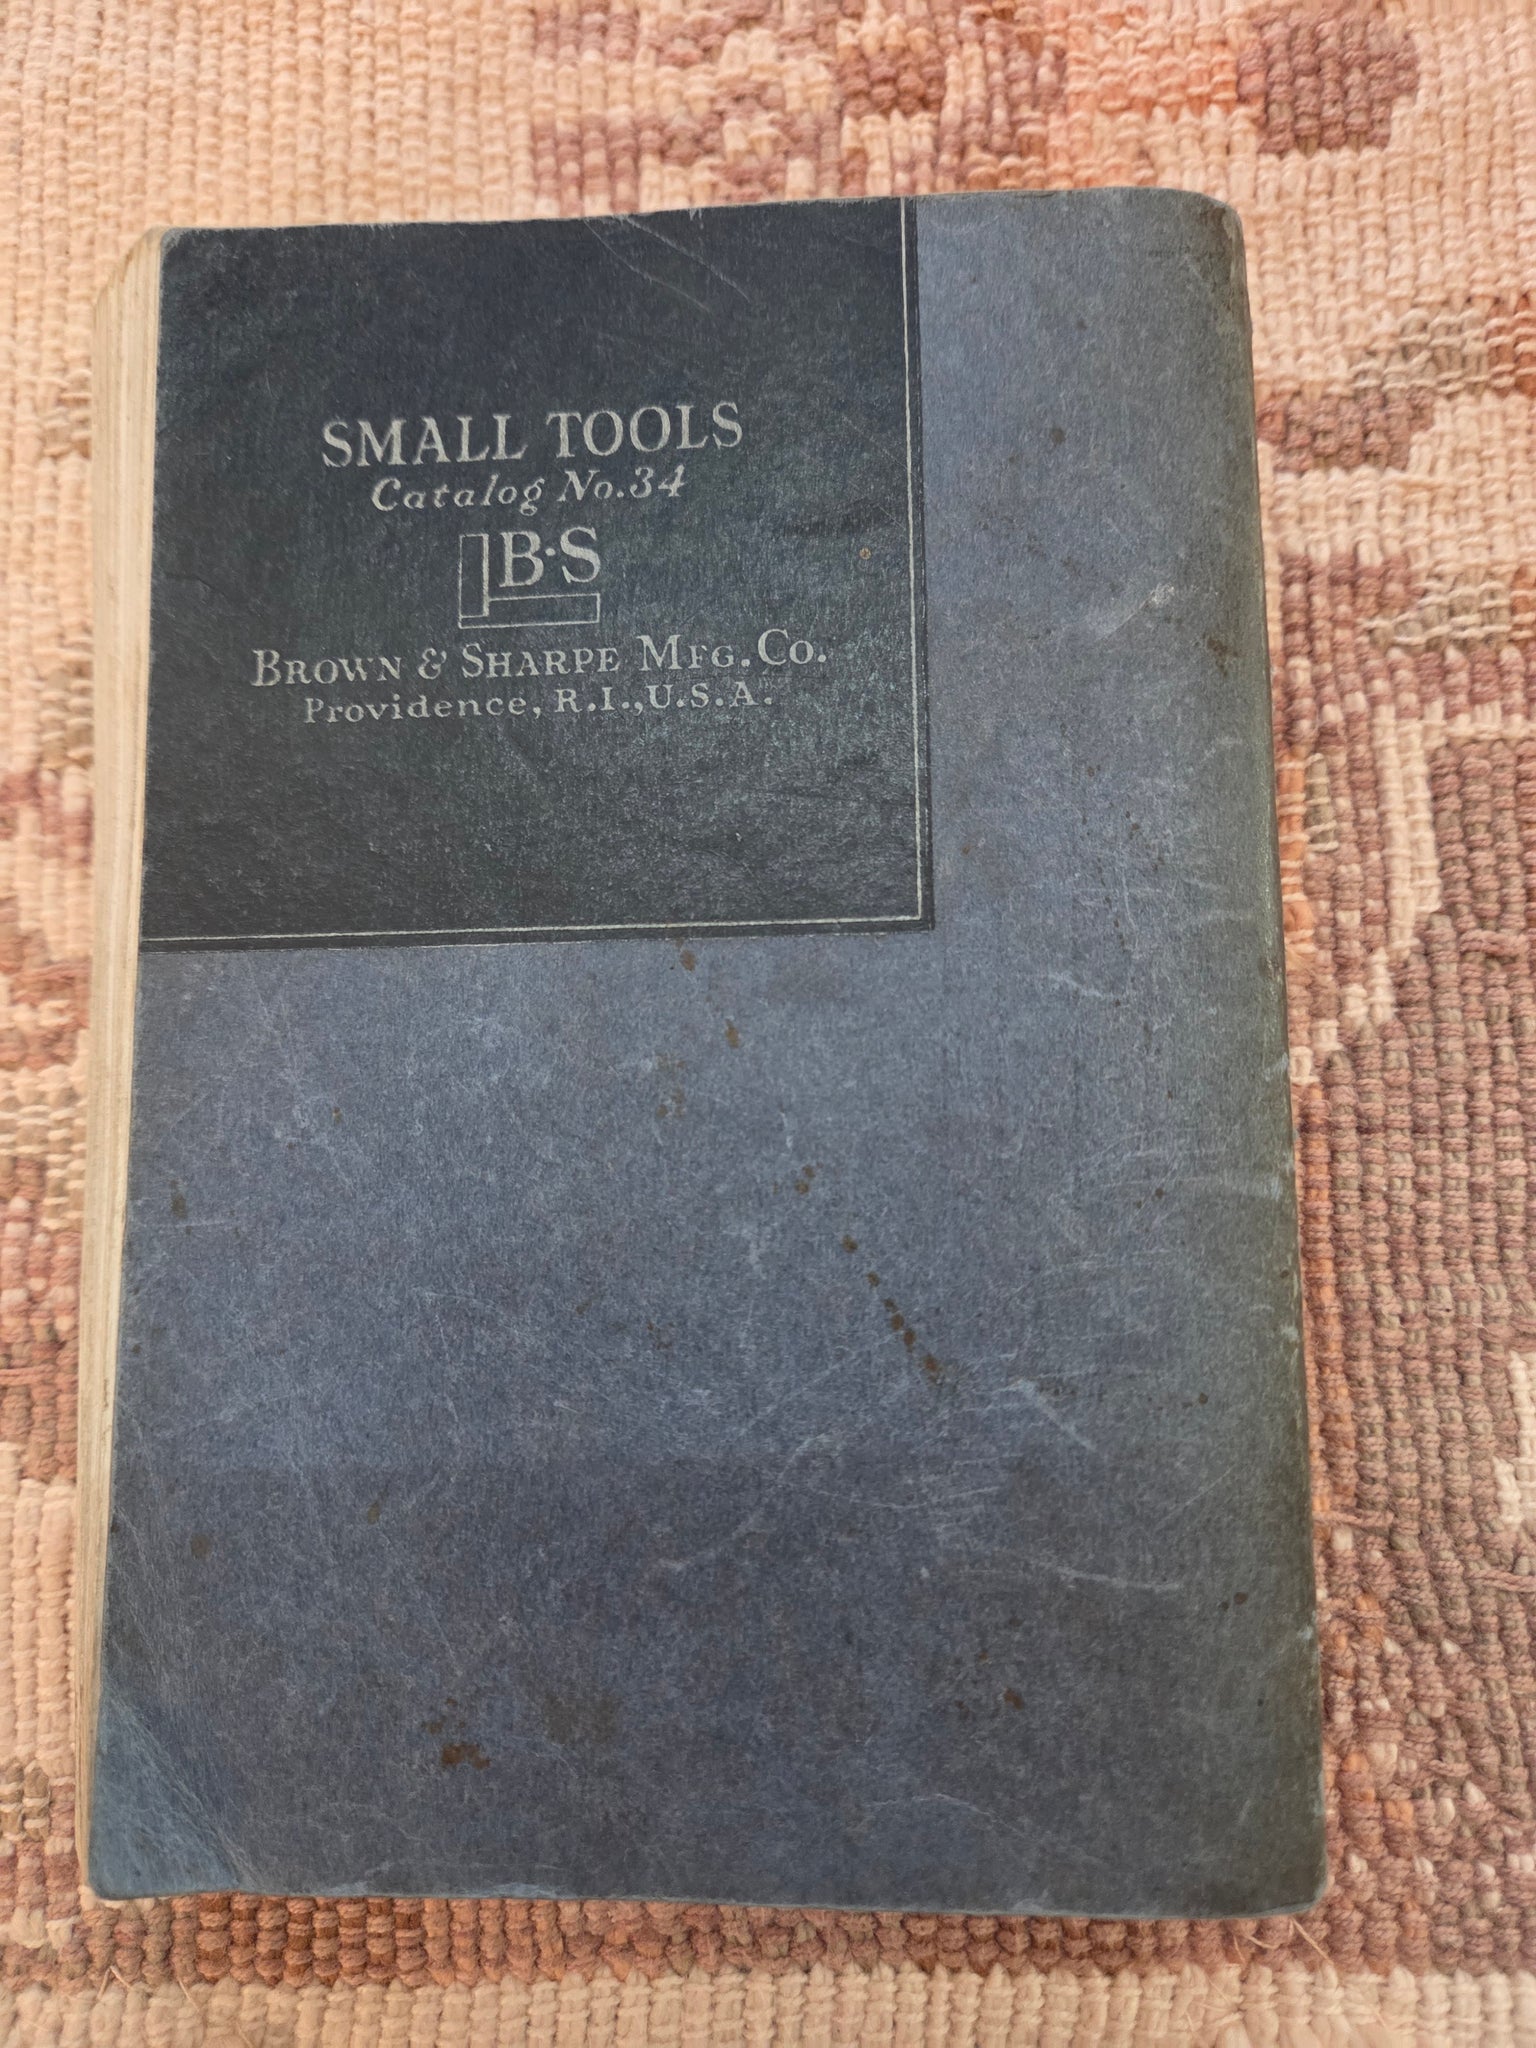 SMALL TOOLS
Catalog No.34
B·S
BROWN & SHARPE MFG. CO.
Providence, R.I., U.S.A.